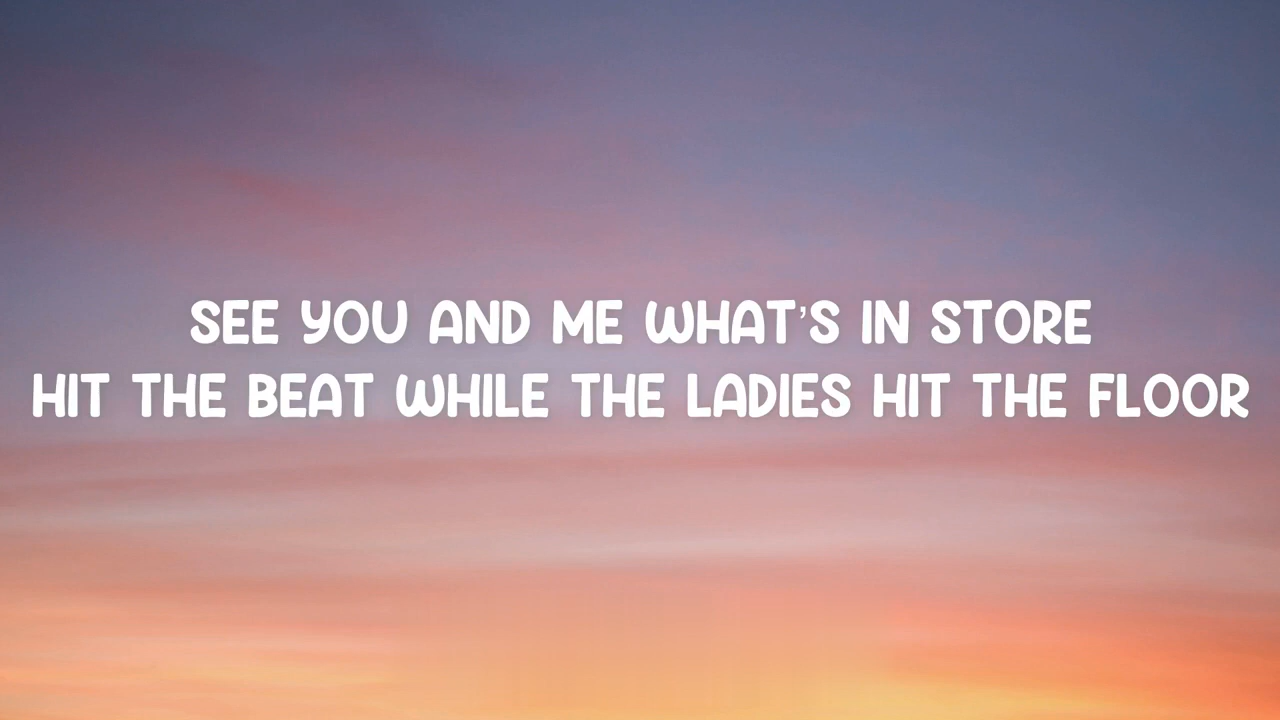 SEE YOU AND ME WHAT'S IN STORE
HIT THE BEAT WHILE THE LADIES HIT THE FLOOR